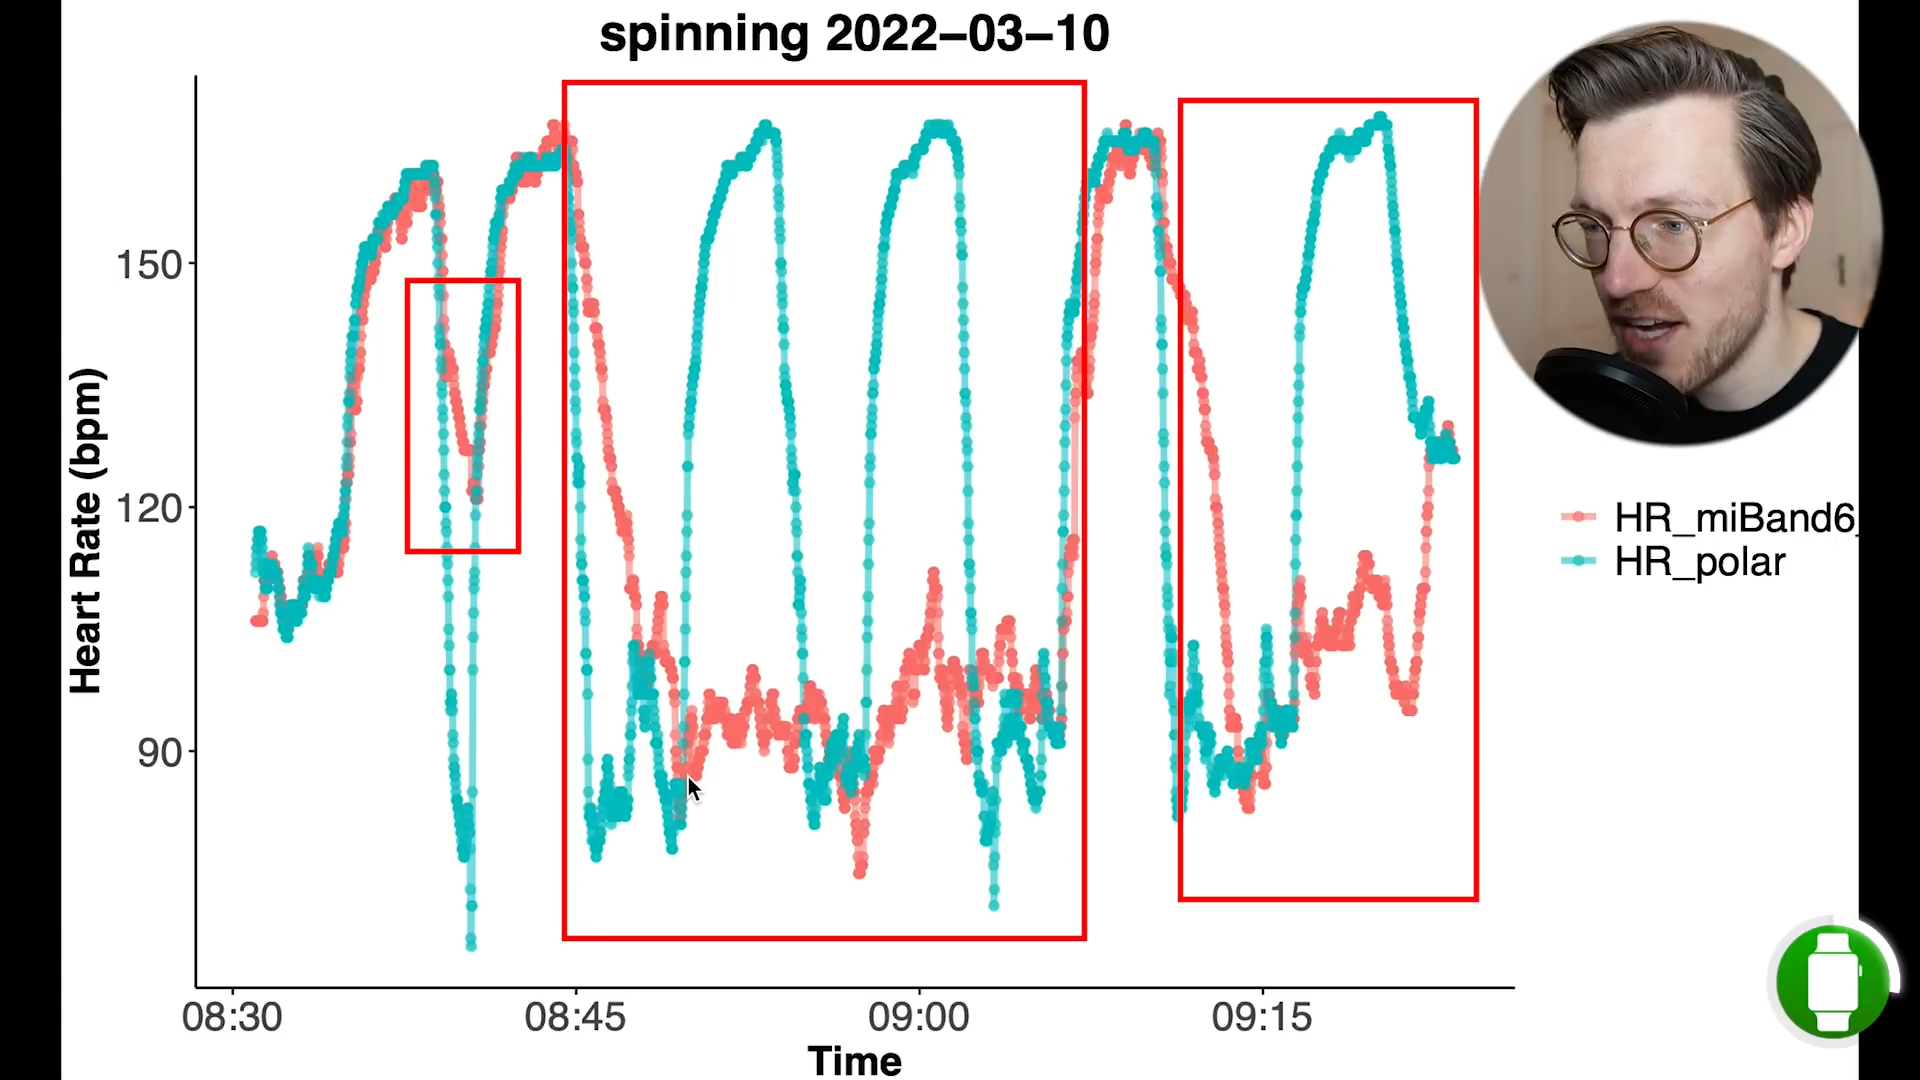 spinning 2022–03–10
Heart Rate (bpm)
150
120
90
08:30
08:45
09:00
09:15
Time
HR_miBand6_
HR_polar